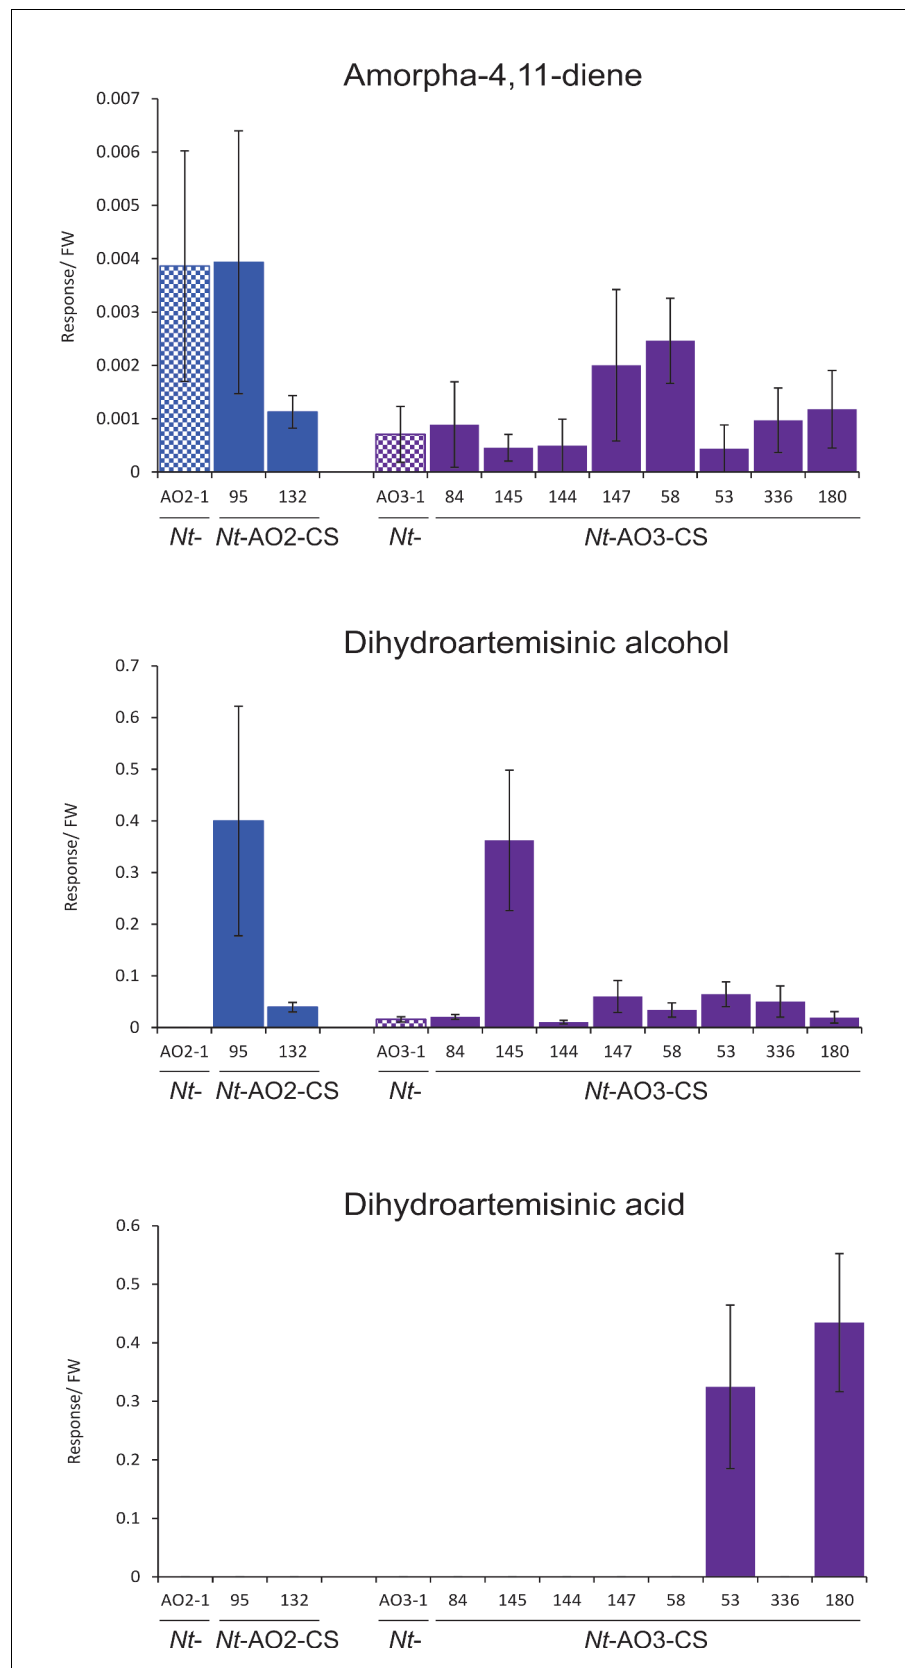 Amorpha-4,11-diene
0.007
0.006
0.005
0.004
0.003
0.002
0.001
0
Response/ FW
AO2-1 95 132 AO3-1 84 145 144 147 58 53 336 180
Nt- Nt-AO2-CS Nt- Nt-AO3-CS
Dihydroartemisinic alcohol
0.7
0.6
0.5
0.4
0.3
0.2
0.1
0
Response/ FW
AO2-1 95 132 AO3-1 84 145 144 147 58 53 336 180
Nt- Nt-AO2-CS Nt- Nt-AO3-CS
Dihydroartemisinic acid
0.6
0.5
0.4
0.3
0.2
0.1
0
Response/ FW
AO2-1 95 132 AO3-1 84 145 144 147 58 53 336 180
Nt- Nt-AO2-CS Nt- Nt-AO3-CS